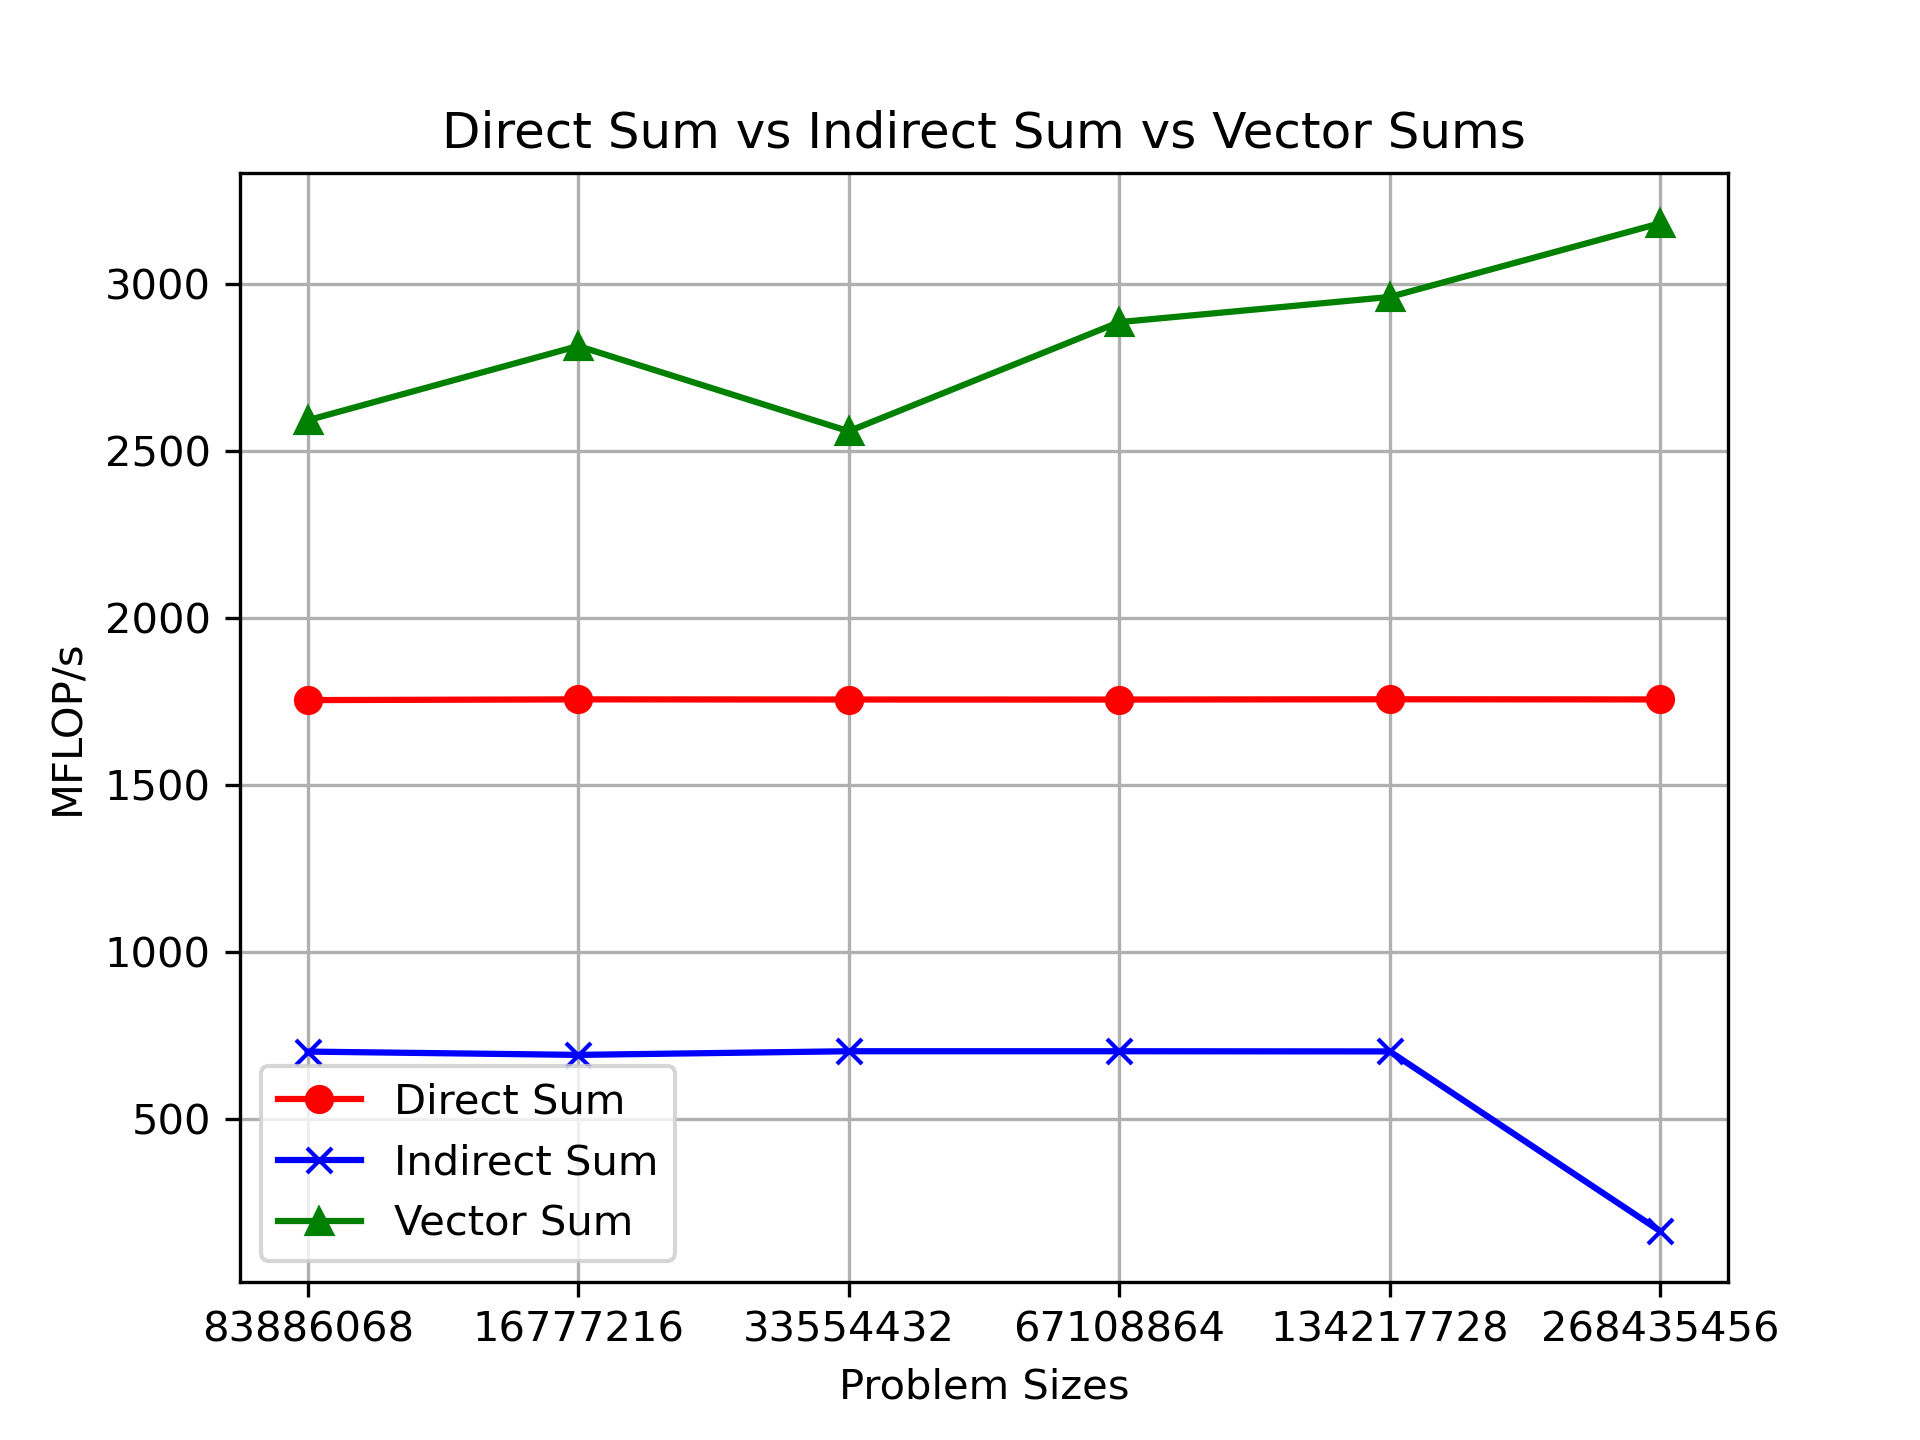 Direct Sum vs Indirect Sum vs Vector Sums
MFLOP/s
3000
2500
2000
1500
1000
500
Direct Sum
Indirect Sum
Vector Sum
83886068 16777216 33554432 67108864 134217728 268435456
Problem Sizes